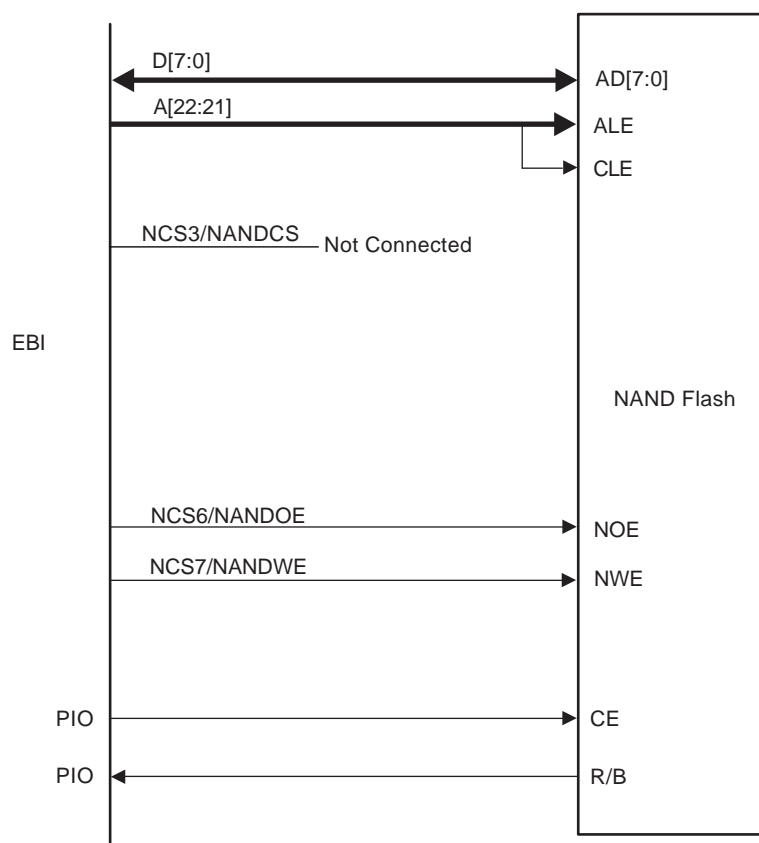 D[7:0]
AD[7:0]
A[22:21]
ALE
CLE
NCS3/NANDCS
Not Connected
EBI
NAND Flash
NCS6/NANDOE
NOE
NCS7/NANDWE
NWE
PIO
CE
PIO
R/B